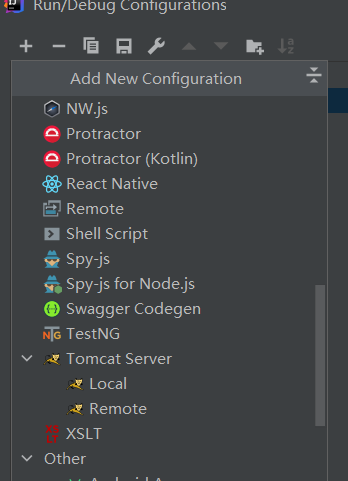 Run/Debug Configurations
Add New Configuration
NW.js
Protractor
Protractor (Kotlin)
React Native
Remote
Shell Script
Spy-js
Spy-js for Node.js
Swagger Codegen
TestNG
Tomcat Server
Local
Remote
XSLT
Other